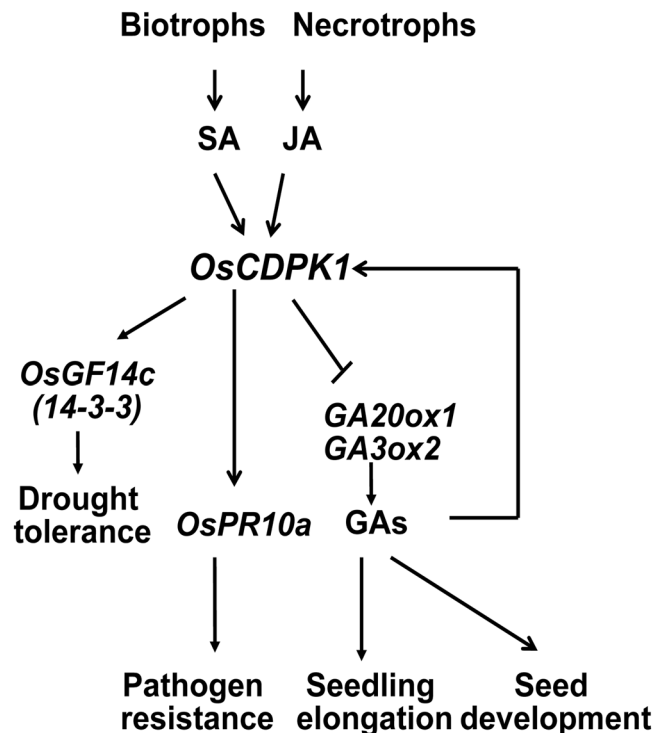 Biotrophs Necrotrophs
SA JA
OsCDPK1
OsGF14c
(14-3-3)
GA20ox1
GA3ox2
Drought
tolerance
OsPR10a
GAs
Pathogen
resistance
Seedling
elongation
Seed
development